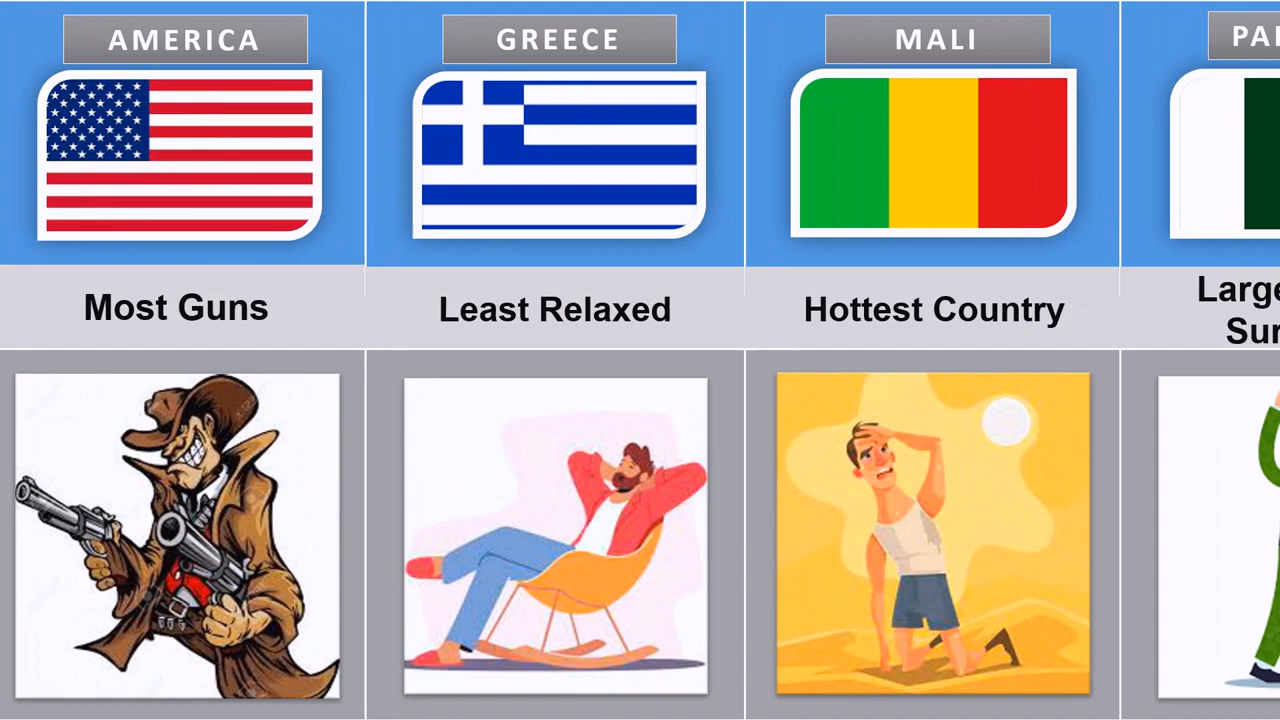 AMERICA
GREECE
MALI
Most Guns
Least Relaxed
Hottest Country